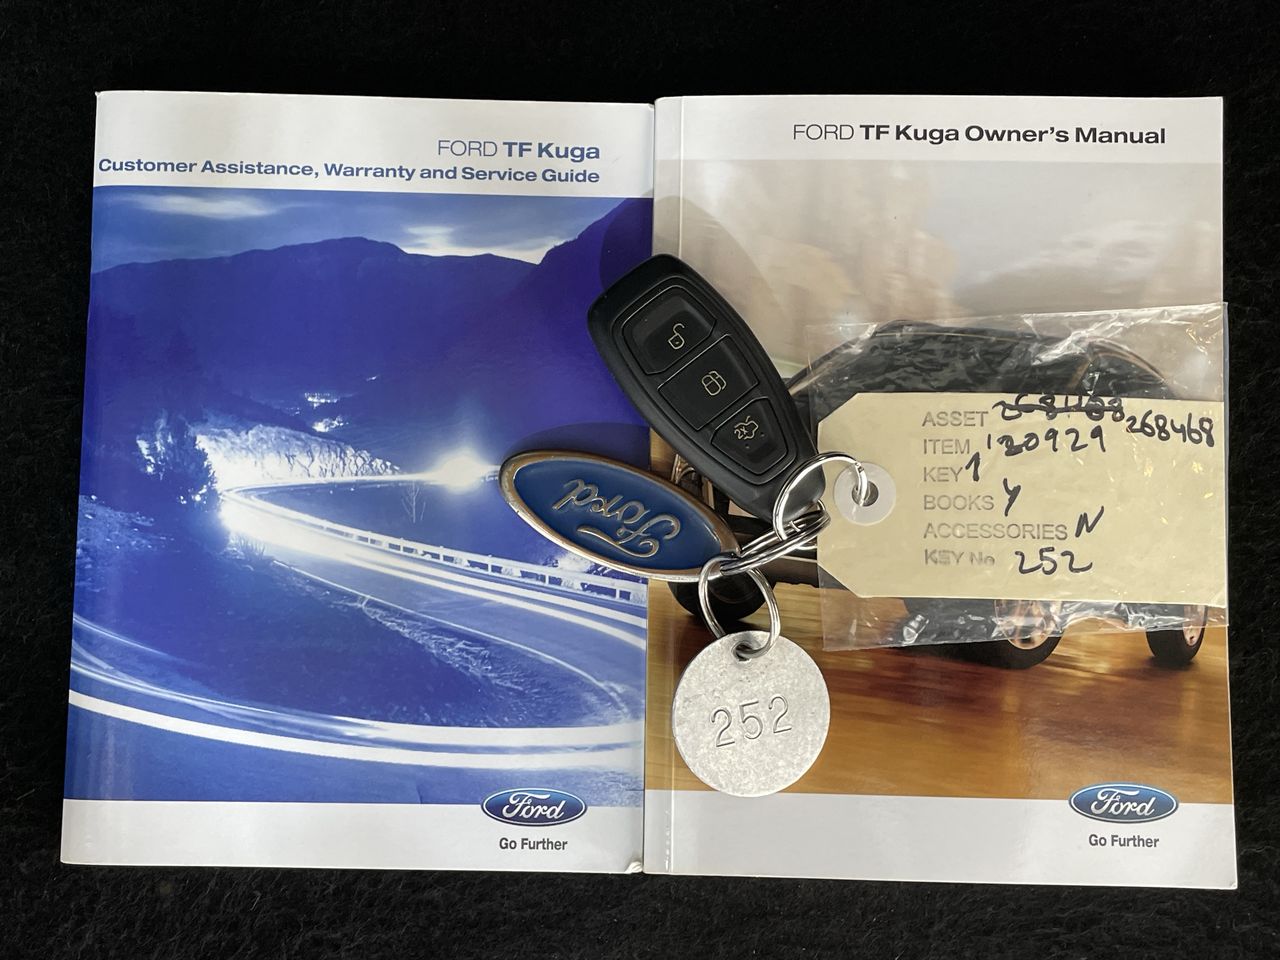 FORD TF Kuga
Customer Assistance, Warranty and Service Guide
Ford
Go Further
FORD TF Kuga Owner's Manual
2x
Ford
ASSET 268468
ITEM 120929
KEY 1
BOOKS Y
ACCESSORIES N
KEY No 252
252
Ford
Go Further